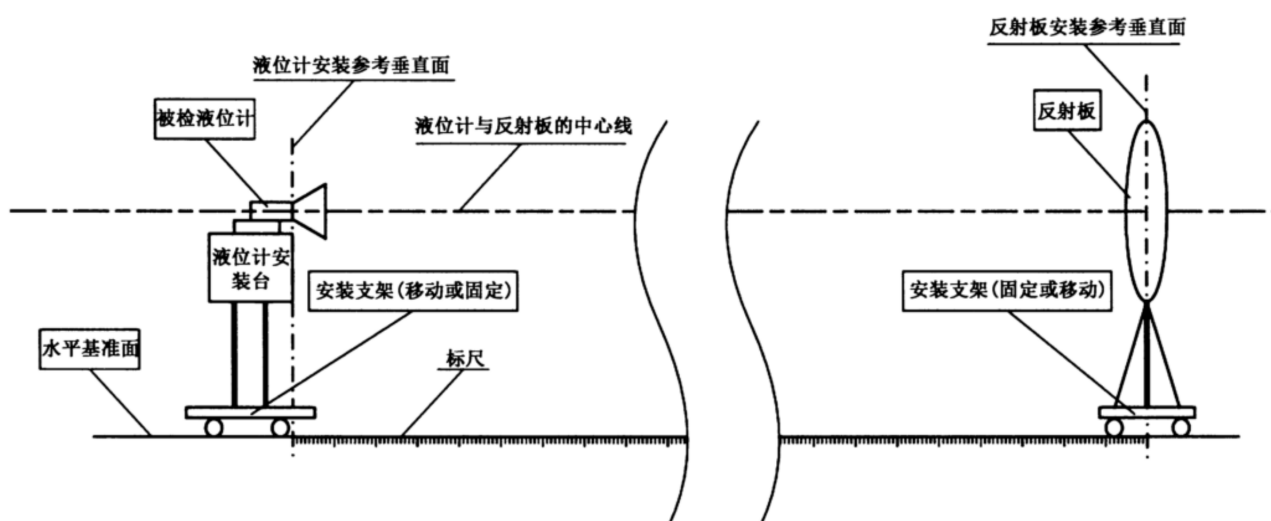 反射板安装参考垂直面
液位计安装参考垂直面
被检液位计
液位计与反射板的中心线
反射板
液位计安
装台
安装支架(移动或固定)
安装支架(固定或移动)
水平基准面
标尺